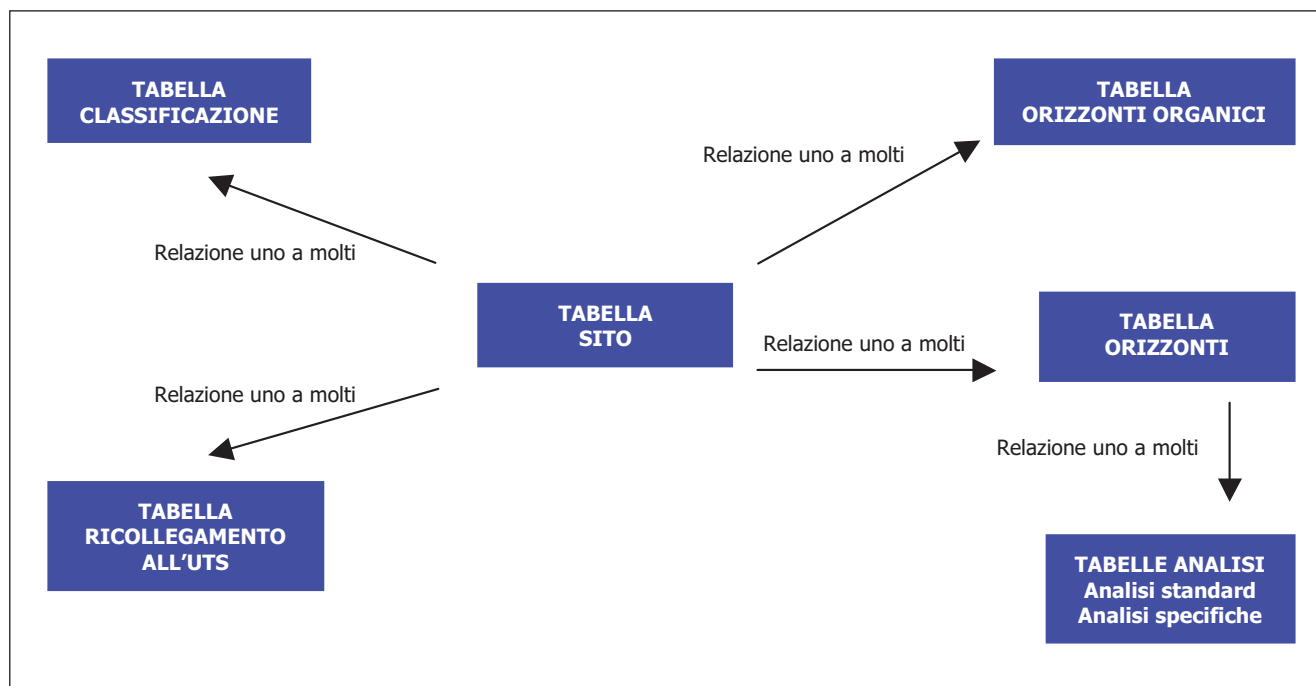 TABELLA
CLASSIFICAZIONE
TABELLA
ORIZZONTI ORGANICI
Relazione uno a molti
Relazione uno a molti
TABELLA
SITO
TABELLA
ORIZZONTI
Relazione uno a molti
Relazione uno a molti
Relazione uno a molti
TABELLA
RICOLLEGAMENTO
ALL'UTS
TABELLE ANALISI
Analisi standard
Analisi specifiche